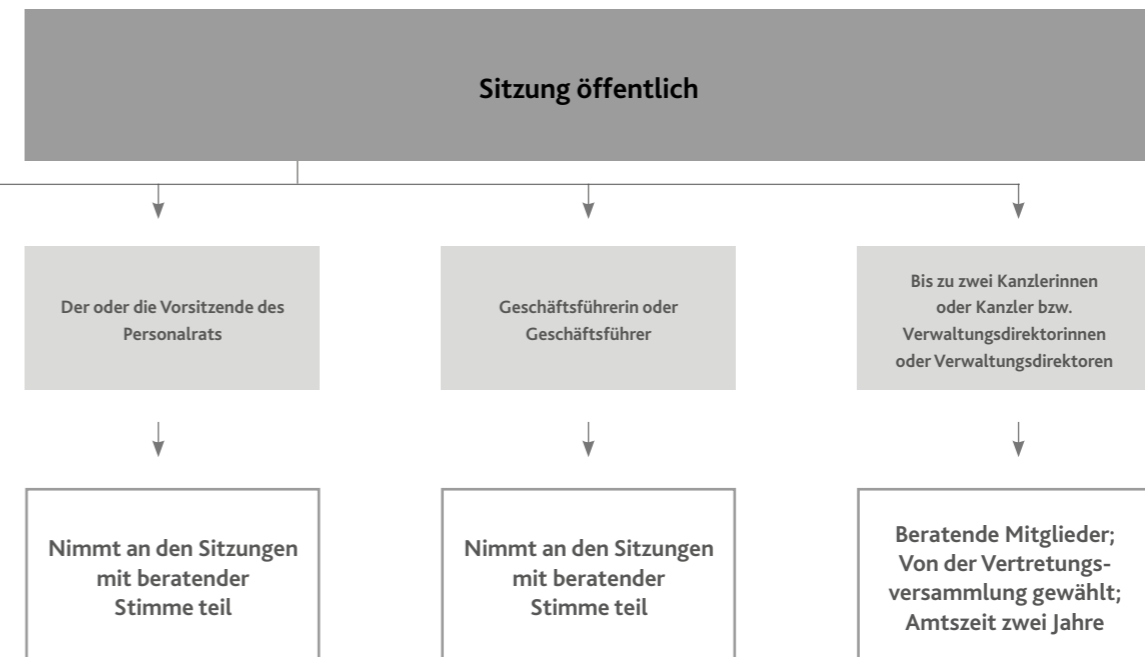 Sitzung öffentlich
Der oder die Vorsitzende des
Personalrats
Geschäftsführerin oder
Geschäftsführer
Bis zu zwei Kanzlerinnen
oder Kanzler bzw.
Verwaltungsdirektorinnen
oder Verwaltungsdirektoren
Nimmt an den Sitzungen
mit beratender
Stimme teil
Nimmt an den Sitzungen
mit beratender
Stimme teil
Beratende Mitglieder;
Von der Vertretungs-
versammlung gewählt;
Amtszeit zwei Jahre